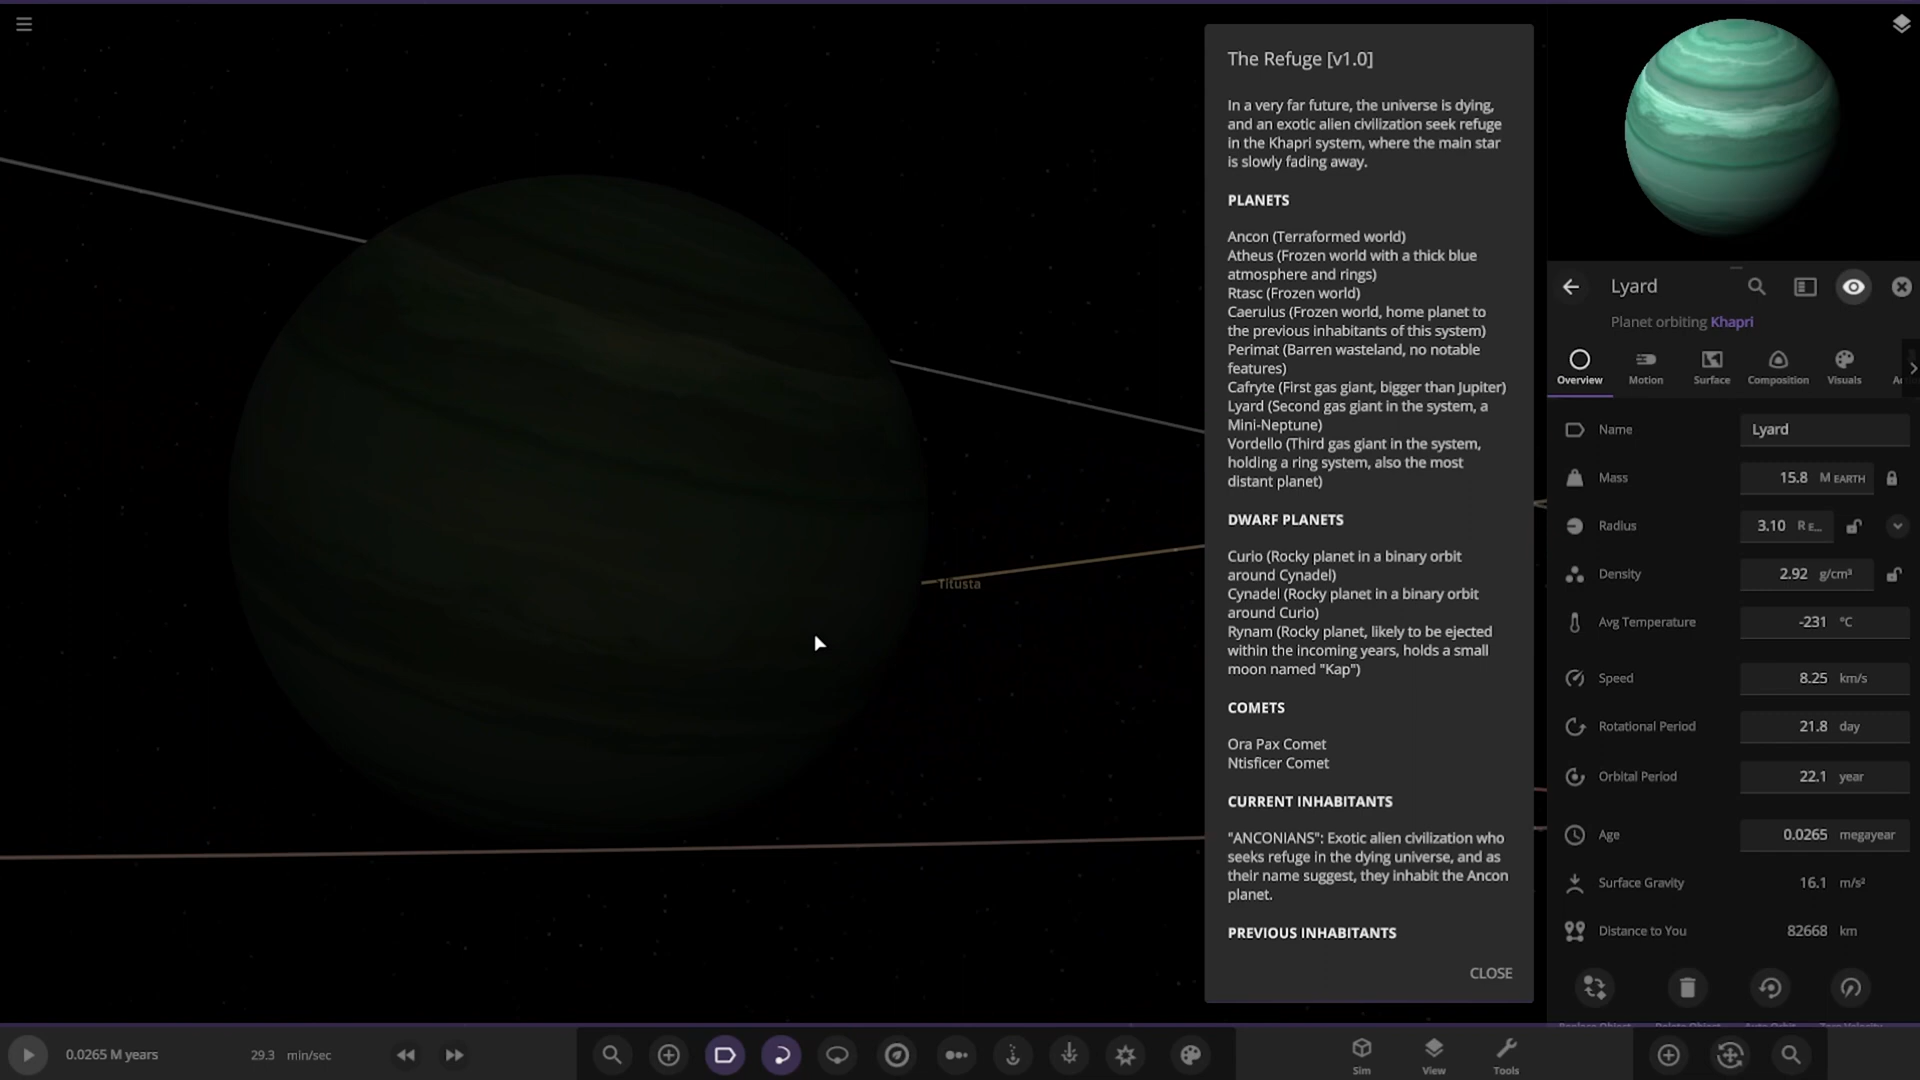 The Refuge [v1.0]
In a very far future, the universe is dying,
and an exotic alien civilization seek refuge
in the Khapri system, where the main star
is slowly fading away.
PLANETS
Ancon (Terraformed world)
Atheus (Frozen world with a thick blue
atmosphere and rings)
Rtasc (Frozen world)
Caerulus (Frozen world, home planet to
the previous inhabitants of this system)
Perimat (Barren wasteland, no notable
features)
Cafryte (First gas giant, bigger than Jupiter)
Lyard (Second gas giant in the system, a
Mini-Neptune)
Vordello (Third gas giant in the system,
holding a ring system, also the most
distant planet)
DWARF PLANETS
Curio (Rocky planet in a binary orbit
around Cynadel)
Cynadel (Rocky planet in a binary orbit
around Curio)
Rynam (Rocky planet, likely to be ejected
within the incoming years, holds a small
moon named "Kap")
COMETS
Ora Pax Comet
Ntisficer Comet
CURRENT INHABITANTS
"ANCONIANS": Exotic alien civilization who
seeks refuge in the dying universe, and as
their name suggest, they inhabit the Ancon
planet.
PREVIOUS INHABITANTS
CLOSE
Titusta
Lyard
Planet orbiting Khapri
Overview Motion Surface Composition Visuals
Name Lyard
Mass 15.8 M EARTH
Radius 3.10 R E...
Density 2.92 g/cm³
Avg Temperature -231 °C
Speed 8.25 km/s
Rotational Period 21.8 day
Orbital Period 22.1 year
Age 0.0265 megayear
Surface Gravity 16.1 m/s²
Distance to You 82668 km
0.0265 M years 29.3 min/sec
Sim View Tools